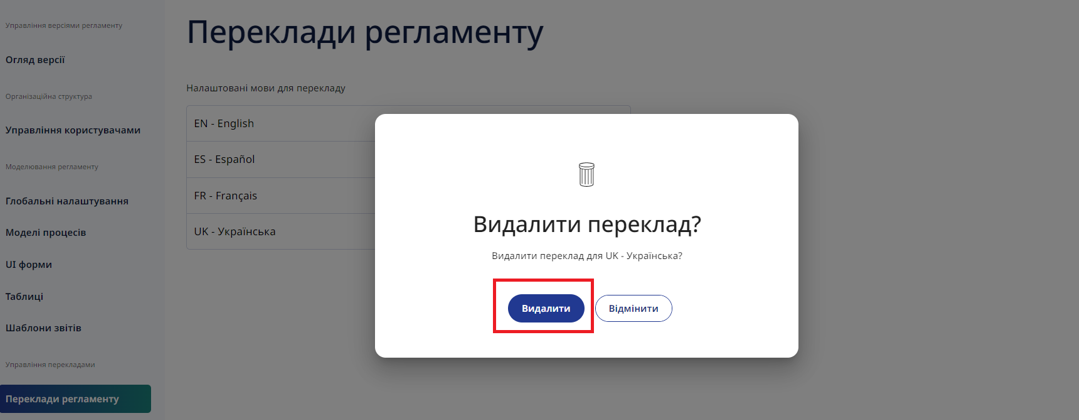 Управління версіями регламенту
Огляд версії
Організаційна структура
Управління користувачами
Моделювання регламенту
Глобальні налаштування
Моделі процесів
UI форми
Таблиці
Шаблони звітів
Управління перекладами
Переклади регламенту
Переклади регламенту
Налаштовані мови для перекладу
EN - English
ES - Español
FR - Français
UK - Українська
Видалити переклад?
Видалити переклад для UK - Українська?
Видалити Відмінити